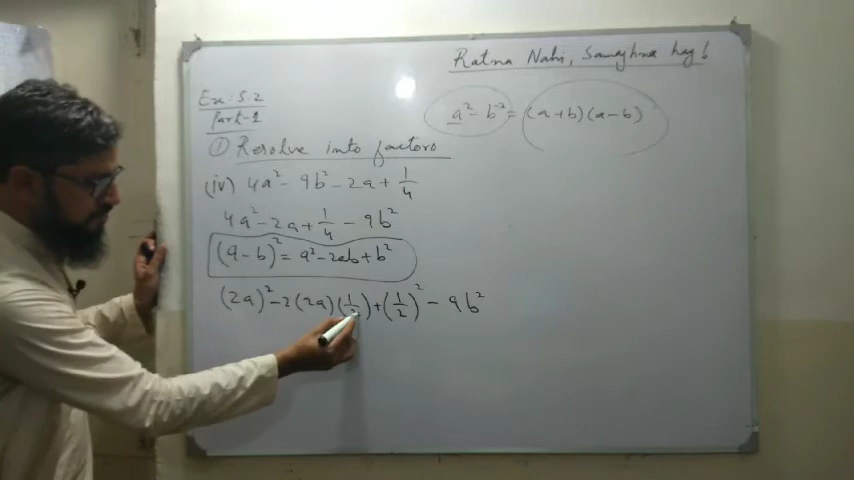 Ratna Nahi, Samajhna hay!
Ex: 5.2
Part-1
a² - b² = (a+b)(a-b)
① Resolve into factors
(iv) 4a² - 9b² - 2a + 1/4
4a² - 2a + 1/4 - 9b²
(a-b)² = a² - 2ab + b²
(2a)² - 2(2a)(1/2) + (1/2)² - 9b²